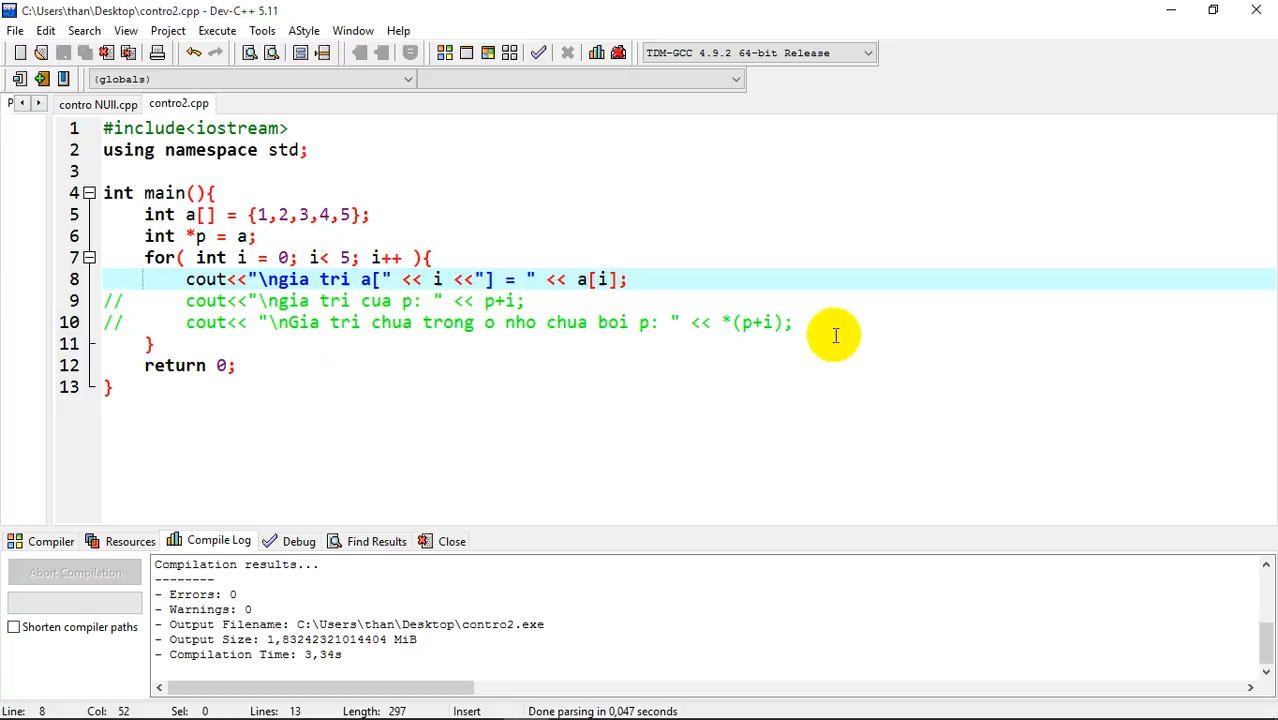 C:\Users\than\Desktop\contro2.cpp - Dev-C++ 5.11
File Edit Search View Project Execute Tools AStyle Window Help
TDM-GCC 4.9.2 64-bit Release
(globals)
P contro NUll.cpp contro2.cpp
1 #include<iostream>
2 using namespace std;
3
4 int main(){
5 int a[] = {1,2,3,4,5};
6 int *p = a;
7 for( int i = 0; i< 5; i++ ){
8 cout<<"\ngia tri a[" << i <<"] = " << a[i];
9 // cout<<"\ngia tri cua p: " << p+i;
10 // cout<< "\nGia tri chua trong o nho chua boi p: " << *(p+i);
11 }
12 return 0;
13 }
Compiler Resources Compile Log Debug Find Results Close
Abort Compilation
Shorten compiler paths
Compilation results...
--------
- Errors: 0
- Warnings: 0
- Output Filename: C:\Users\than\Desktop\contro2.exe
- Output Size: 1,83242321014404 MiB
- Compilation Time: 3,34s
Line: 8 Col: 52 Sel: 0 Lines: 13 Length: 297 Insert Done parsing in 0,047 seconds